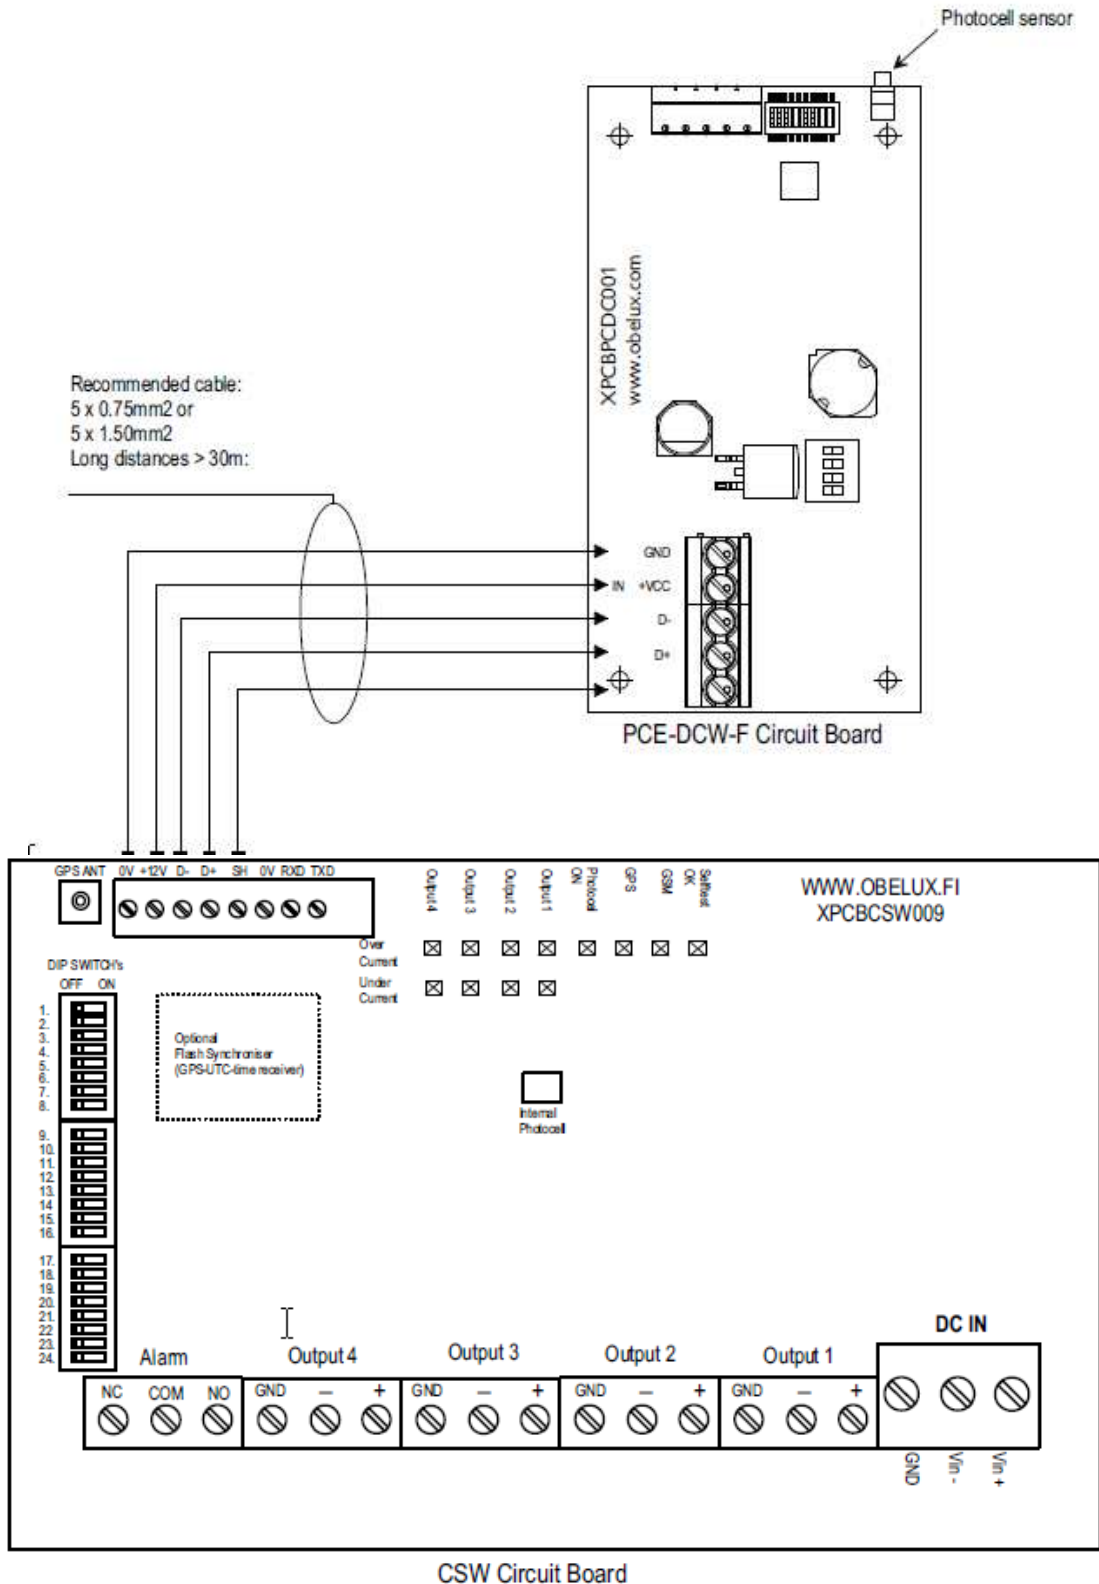 Photocell sensor
XPCBPCDC001
www.obelux.com
Recommended cable:
5 x 0.75mm2 or
5 x 1.50mm2
Long distances > 30m:
GND
IN +VCC
D-
D+
PCE-DCW-F Circuit Board
GPS ANT 0V +12V D- D+ SH 0V RXD TXD
Output 4
Output 3
Output 2
Output 1
Photocel ON
GPS
GSM
Selftest OK
WWW.OBELUX.FI
XPCBCSW009
Over
Current
Under
Current
DIP SWITCH's
OFF ON
1.
2.
3.
4.
5.
6.
7.
8.
9.
10.
11.
12.
13.
14
15.
16.
17.
18.
19.
20.
21.
22
23.
24.
Optional
Flash Synchroniser
(GPS-UTC-time receiver)
Internal
Photocell
DC IN
Alarm Output 4 Output 3 Output 2 Output 1
NC COM NO GND — + GND — + GND — + GND — +
GND
Vin -
Vin +
CSW Circuit Board